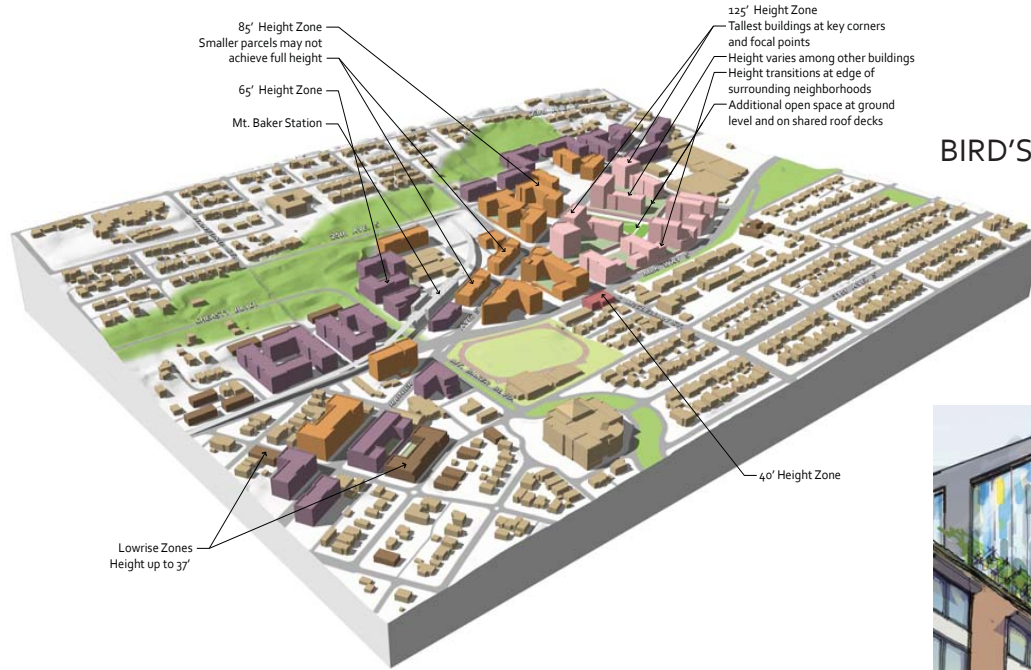 85' Height Zone
Smaller parcels may not
achieve full height
65' Height Zone
Mt. Baker Station
125' Height Zone
Tallest buildings at key corners
and focal points
Height varies among other buildings
Height transitions at edge of
surrounding neighborhoods
Additional open space at ground
level and on shared roof decks
BIRD'S
40' Height Zone
Lowrise Zones
Height up to 37'